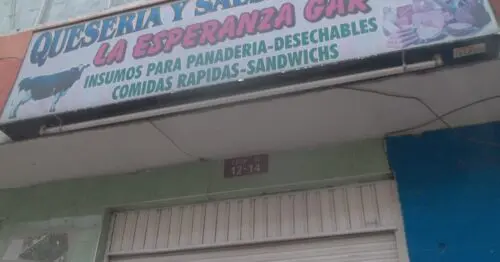 QUESERIA Y
LA ESPERANZA GAR
INSUMOS PARA PANADERIA-DESECHABLES
COMIDAS RAPIDAS-SANDWICHS
12-14